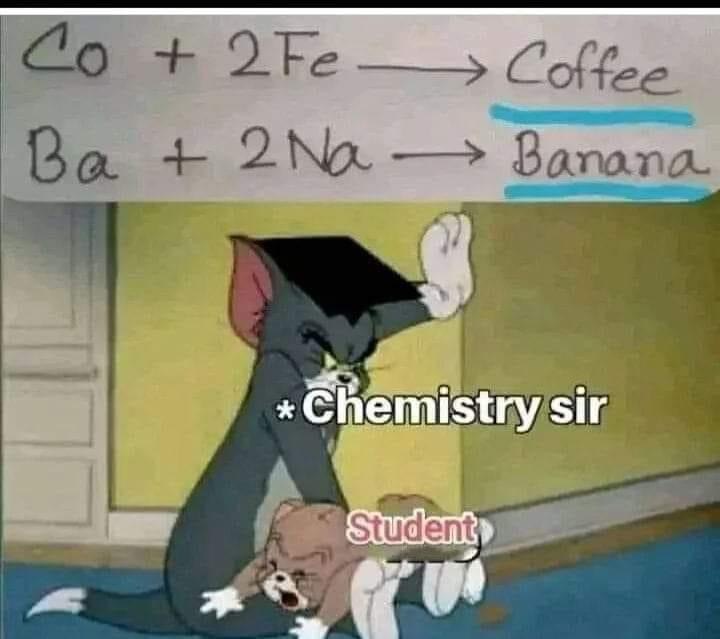 Co + 2Fe → Coffee
Ba + 2Na → Banana
*Chemistry sir
Student